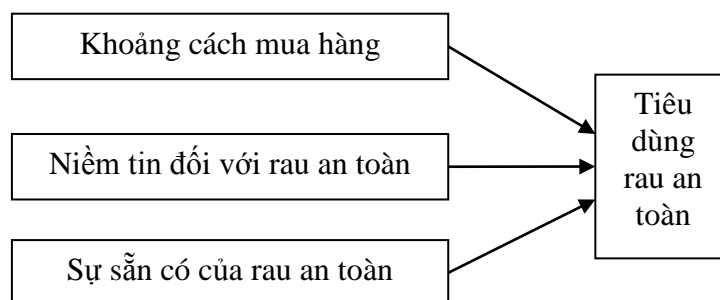 Khoảng cách mua hàng
Niềm tin đối với rau an toàn
Sự sẵn có của rau an toàn
Tiêu
dùng
rau an
toàn